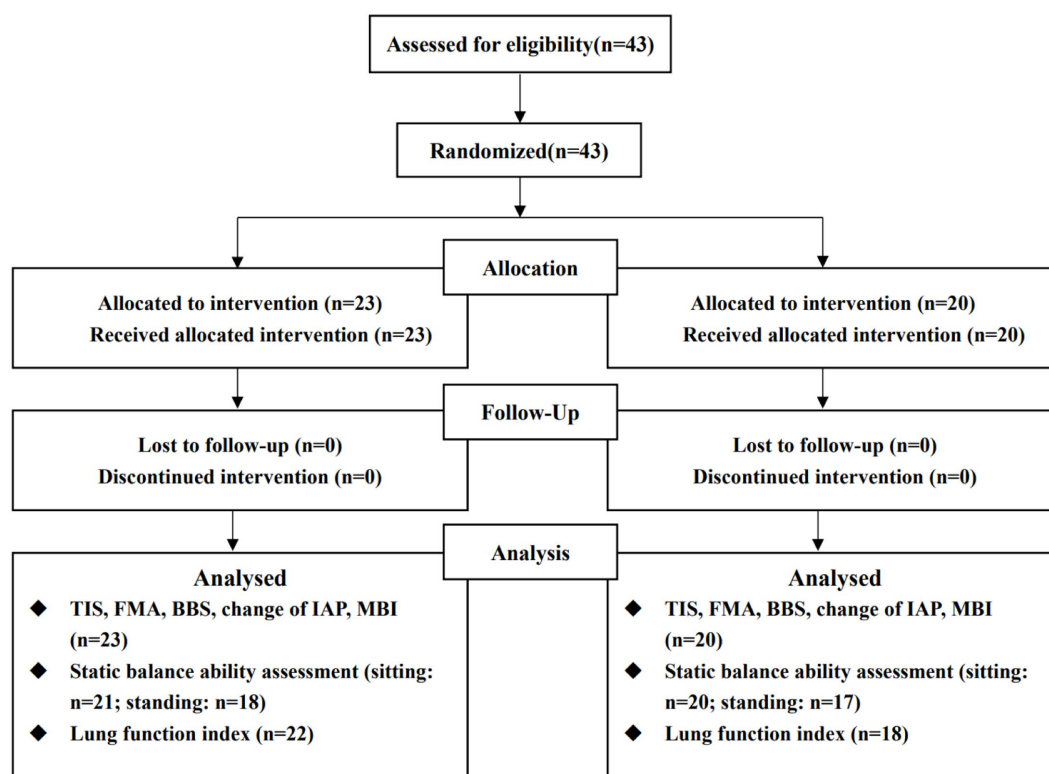 Assessed for eligibility(n=43)
Randomized(n=43)
Allocation
Allocated to intervention (n=23)
Received allocated intervention (n=23)
Allocated to intervention (n=20)
Received allocated intervention (n=20)
Follow-Up
Lost to follow-up (n=0)
Discontinued intervention (n=0)
Lost to follow-up (n=0)
Discontinued intervention (n=0)
Analysis
Analysed
◆ TIS, FMA, BBS, change of IAP, MBI
(n=23)
◆ Static balance ability assessment (sitting:
n=21; standing: n=18)
◆ Lung function index (n=22)
Analysed
◆ TIS, FMA, BBS, change of IAP, MBI
(n=20)
◆ Static balance ability assessment (sitting:
n=20; standing: n=17)
◆ Lung function index (n=18)